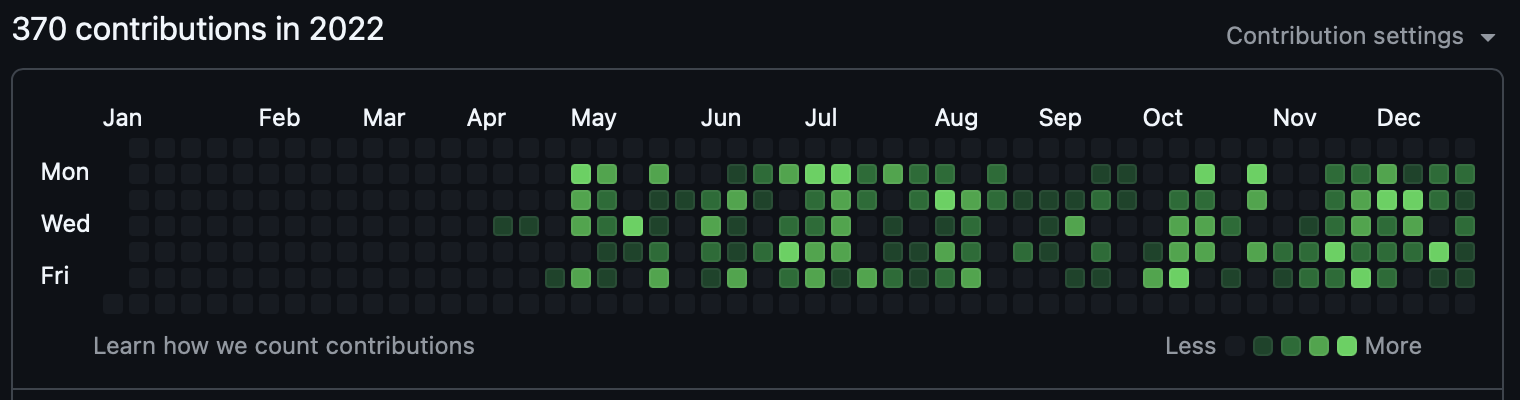 370 contributions in 2022
Contribution settings
Jan Feb Mar Apr May Jun Jul Aug Sep Oct Nov Dec
Mon
Wed
Fri
Learn how we count contributions
Less More